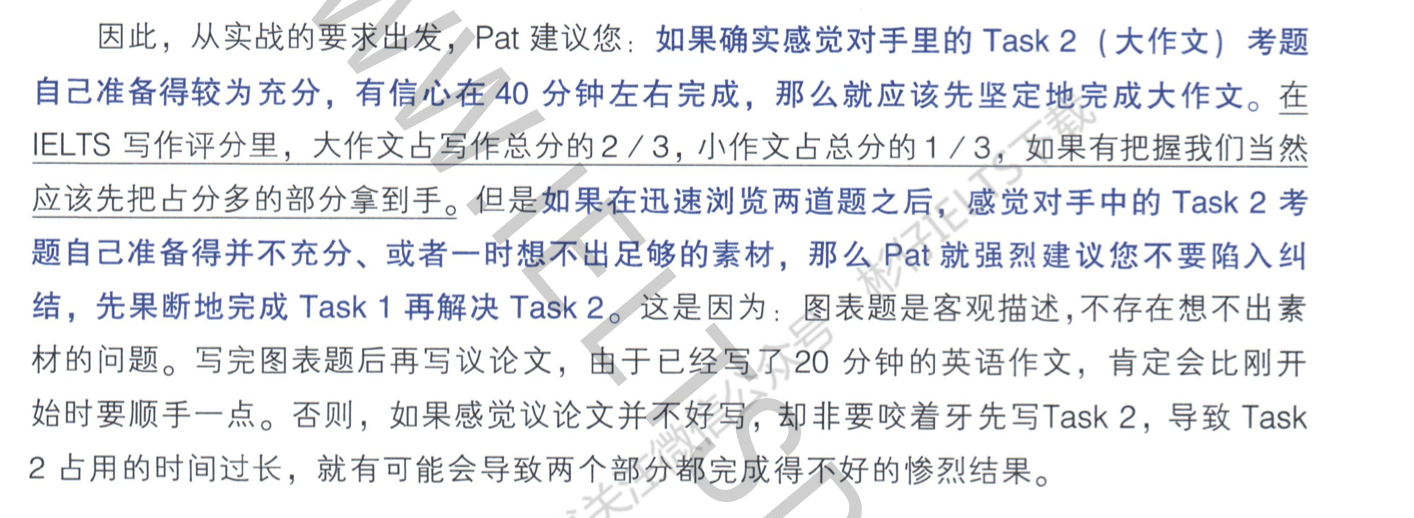 因此，从实战的要求出发，Pat 建议您：如果确实感觉对手里的 Task 2（大作文）考题
自己准备得较为充分，有信心在 40 分钟左右完成，那么就应该先坚定地完成大作文。在
IELTS 写作评分里，大作文占写作总分的 2 / 3，小作文占总分的 1 / 3，如果有把握我们当然
应该先把占分多的部分拿到手。但是如果在迅速浏览两道题之后，感觉对手中的 Task 2 考
题自己准备得并不充分、或者一时想不出足够的素材，那么 Pat 就强烈建议您不要陷入纠
结，先果断地完成 Task 1 再解决 Task 2。这是因为：图表题是客观描述，不存在想不出素
材的问题。写完图表题后再写议论文，由于已经写了 20 分钟的英语作文，肯定会比刚开
始时要顺手一点。否则，如果感觉议论文并不好写，却非要咬着牙先写Task 2，导致 Task
2 占用的时间过长，就有可能会导致两个部分都完成得不好的惨烈结果。
WW.IELTSD
关注微信公众号 彬仔IELTS下载